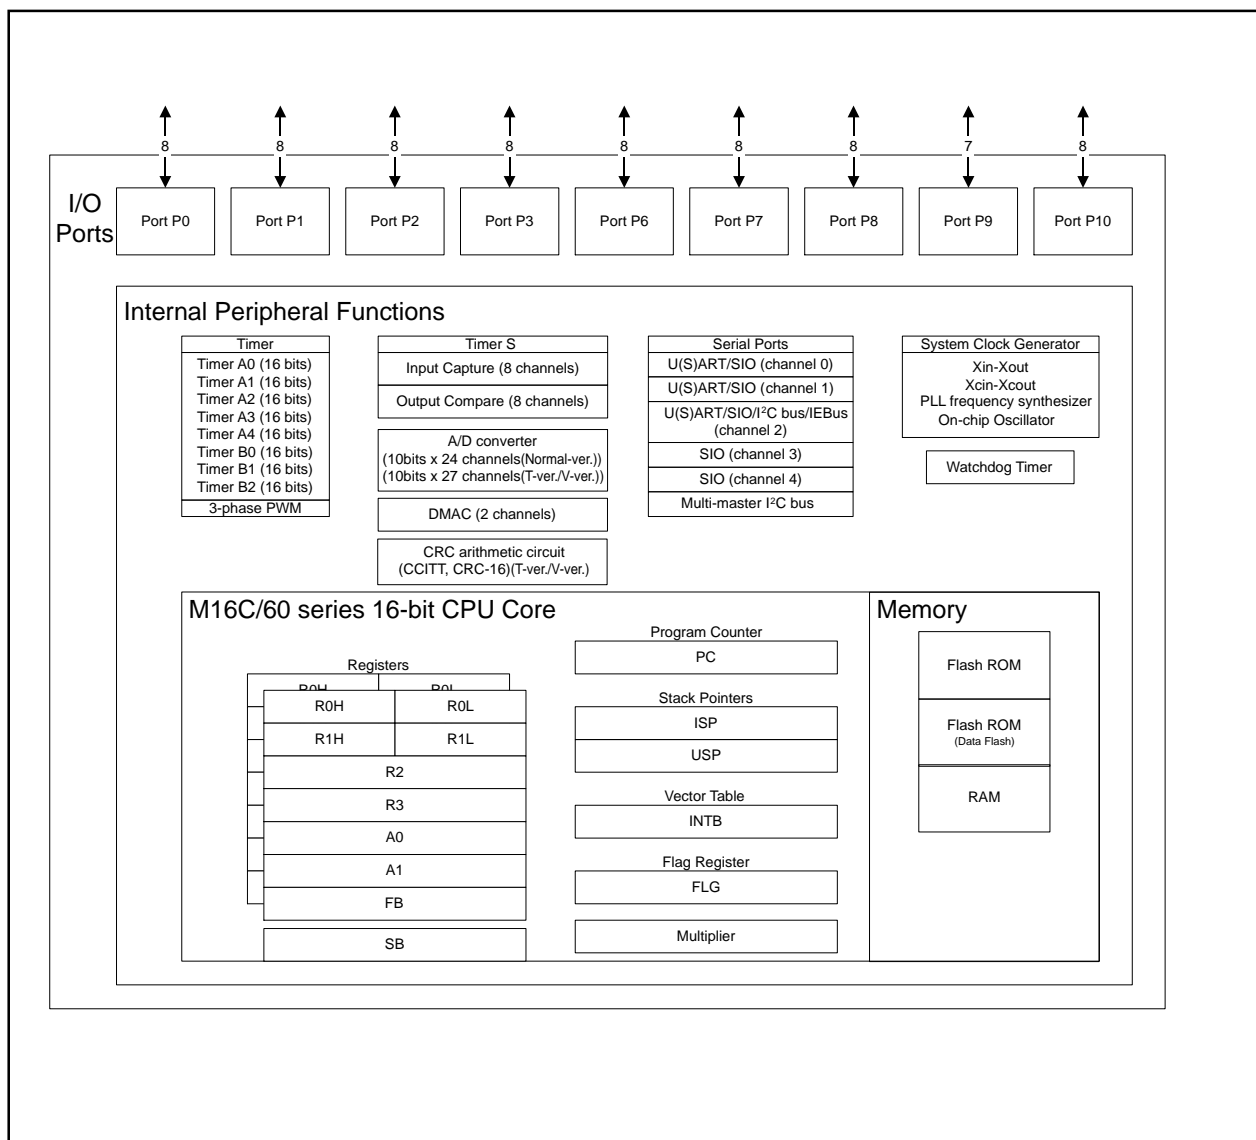 8 8 8 8 8 8 8 7 8
I/O
Ports
Port P0 Port P1 Port P2 Port P3 Port P6 Port P7 Port P8 Port P9 Port P10
Internal Peripheral Functions
Timer
Timer A0 (16 bits)
Timer A1 (16 bits)
Timer A2 (16 bits)
Timer A3 (16 bits)
Timer A4 (16 bits)
Timer B0 (16 bits)
Timer B1 (16 bits)
Timer B2 (16 bits)
3-phase PWM
Timer S
Input Capture (8 channels)
Output Compare (8 channels)
A/D converter
(10bits x 24 channels(Normal-ver.))
(10bits x 27 channels(T-ver./V-ver.))
DMAC (2 channels)
CRC arithmetic circuit
(CCITT, CRC-16)(T-ver./V-ver.)
Serial Ports
U(S)ART/SIO (channel 0)
U(S)ART/SIO (channel 1)
U(S)ART/SIO/I²C bus/IEBus
(channel 2)
SIO (channel 3)
SIO (channel 4)
Multi-master I²C bus
System Clock Generator
Xin-Xout
Xcin-Xcout
PLL frequency synthesizer
On-chip Oscillator
Watchdog Timer
M16C/60 series 16-bit CPU Core
Registers
R0H R0L
R0H R0L
R1H R1L
R2
R3
A0
A1
FB
SB
Program Counter
PC
Stack Pointers
ISP
USP
Vector Table
INTB
Flag Register
FLG
Multiplier
Memory
Flash ROM
Flash ROM
(Data Flash)
RAM